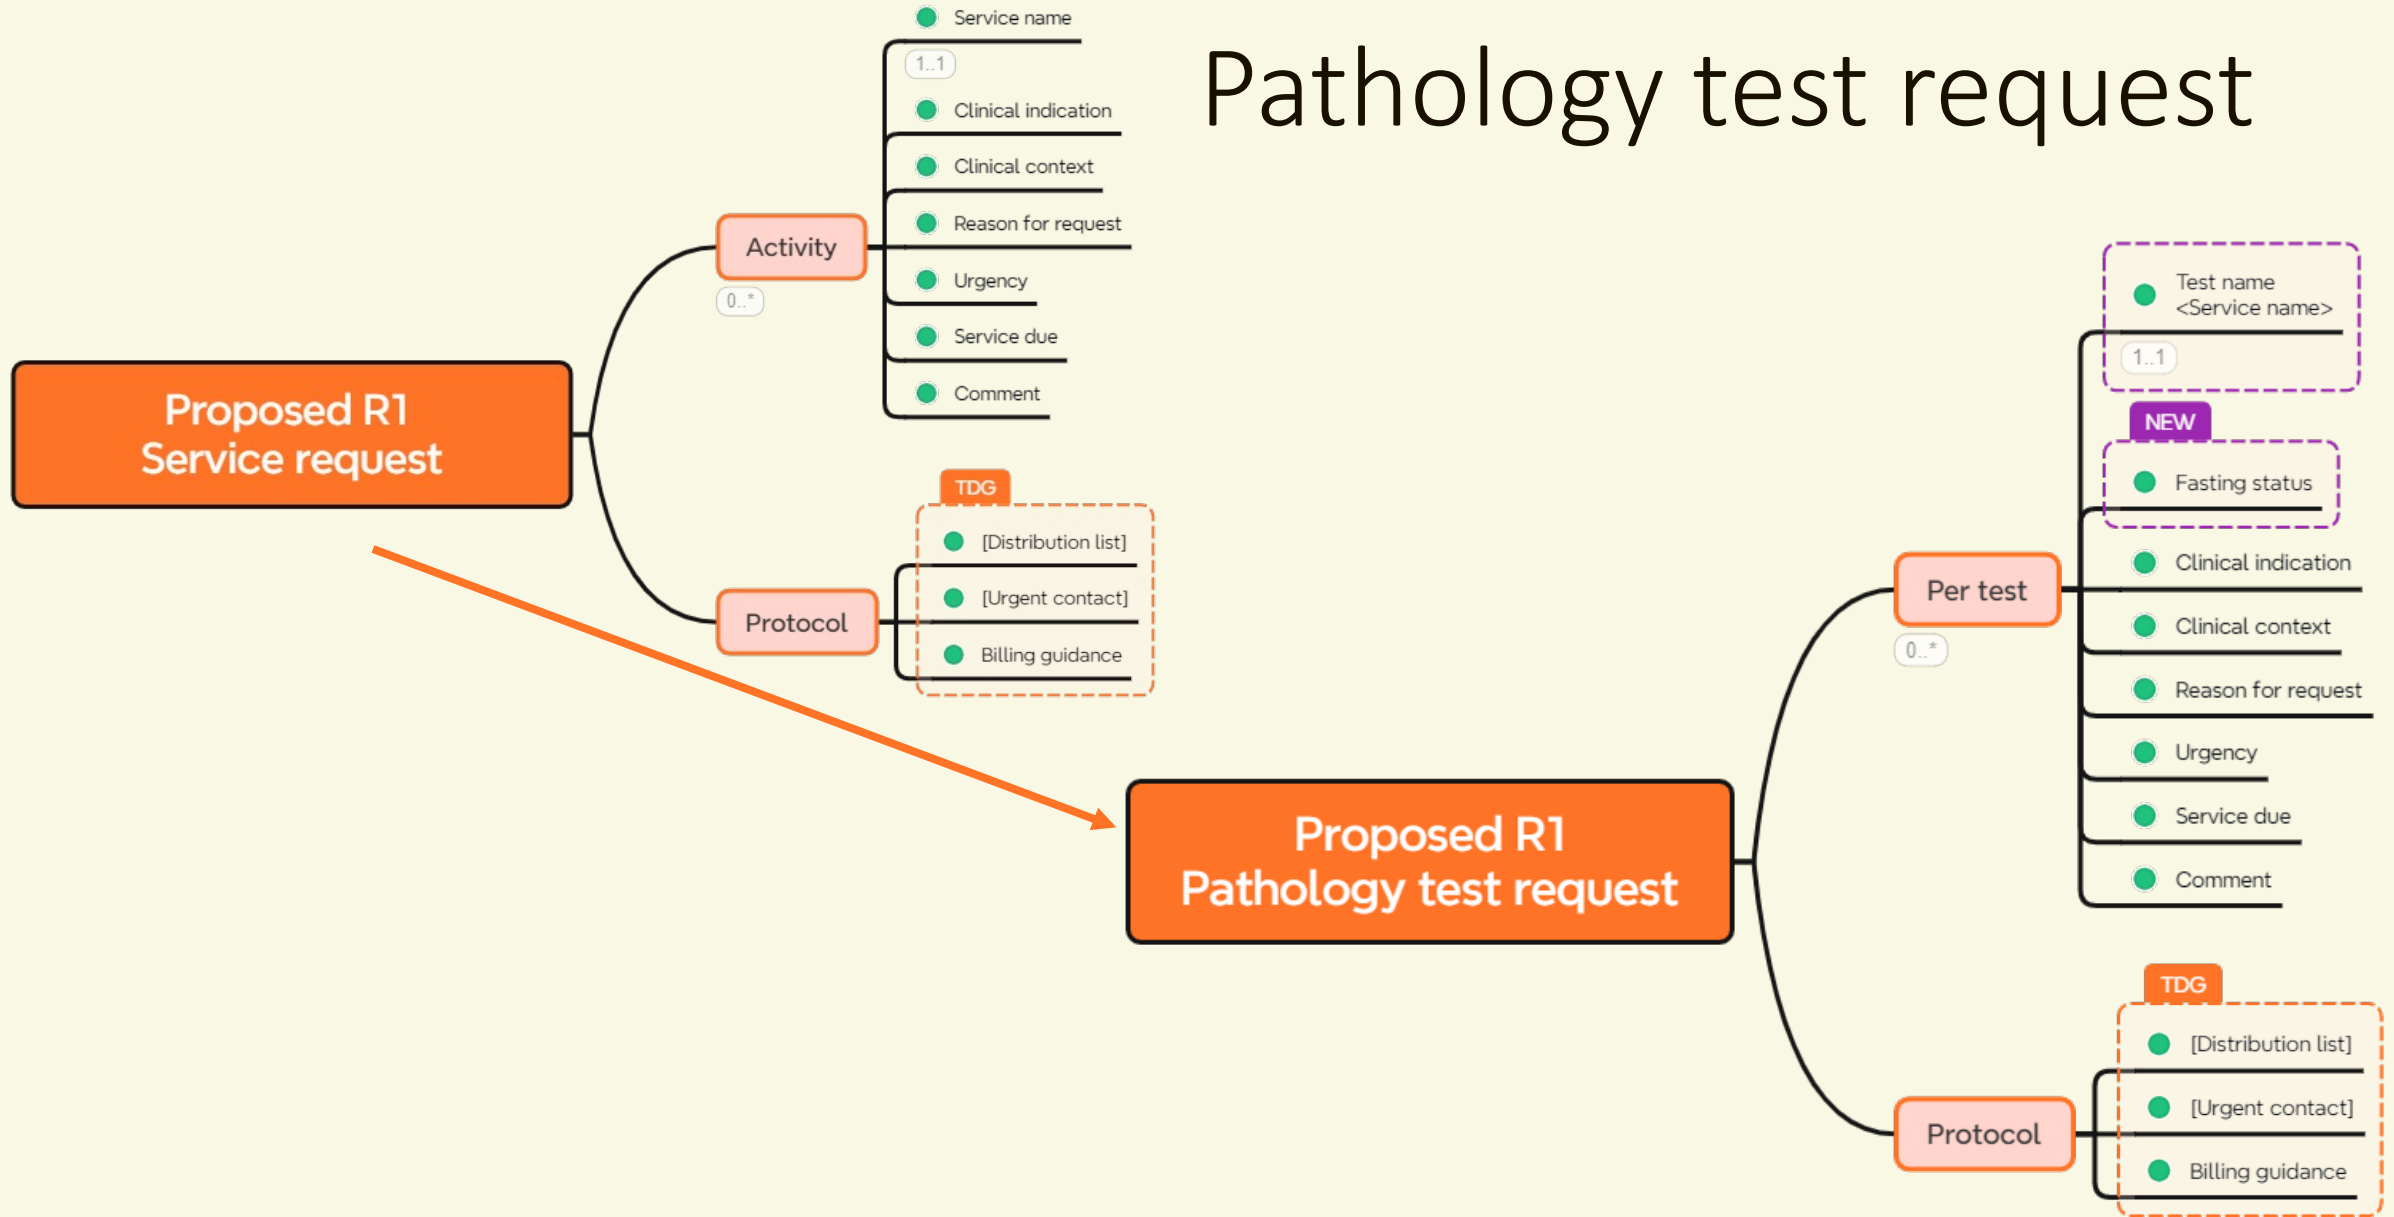 Pathology test request
Service name
1..1
Clinical indication
Clinical context
Reason for request
Urgency
Service due
Comment
Activity
0..*
Proposed R1
Service request
TDG
[Distribution list]
[Urgent contact]
Billing guidance
Protocol
Test name
<Service name>
1..1
NEW
Fasting status
Clinical indication
Clinical context
Reason for request
Urgency
Service due
Comment
Per test
0..*
Proposed R1
Pathology test request
TDG
[Distribution list]
[Urgent contact]
Billing guidance
Protocol